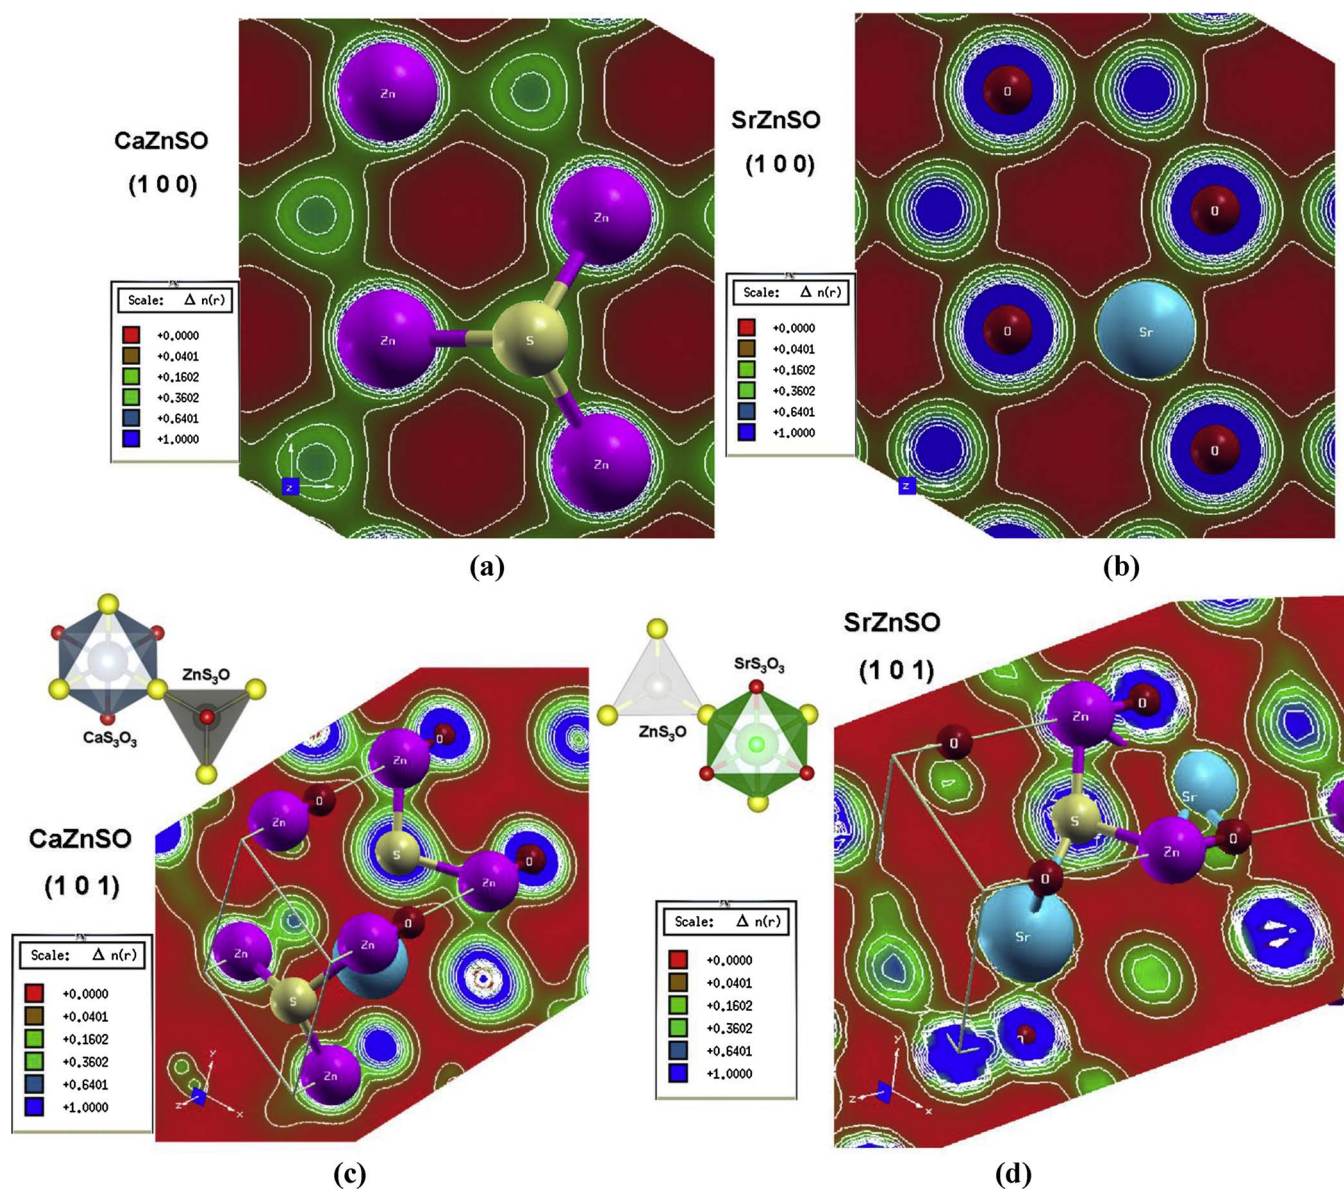 CaZnSO
(1 0 0)
Scale: Δ n(r)
+0.0000
+0.0401
+0.1602
+0.3602
+0.6401
+1.0000
Zn
Zn
Zn
S
Zn
z
x
(a)
SrZnSO
(1 0 0)
Scale: Δ n(r)
+0.0000
+0.0401
+0.1602
+0.3602
+0.6401
+1.0000
O
O
O
Sr
O
z
(b)
CaS₃O₃
ZnS₃O
CaZnSO
(1 0 1)
Scale: Δ n(r)
+0.0000
+0.0401
+0.1602
+0.3602
+0.6401
+1.0000
O
Zn
O
Zn
S
O
Zn
O
Zn
Zn
S
Zn
Y
Z
X
(c)
ZnS₃O
SrS₃O₃
SrZnSO
(1 0 1)
Scale: Δ n(r)
+0.0000
+0.0401
+0.1602
+0.3602
+0.6401
+1.0000
O
Zn
O
Sr
S
O
Zn
O
Sr
Y
Z
X
(d)